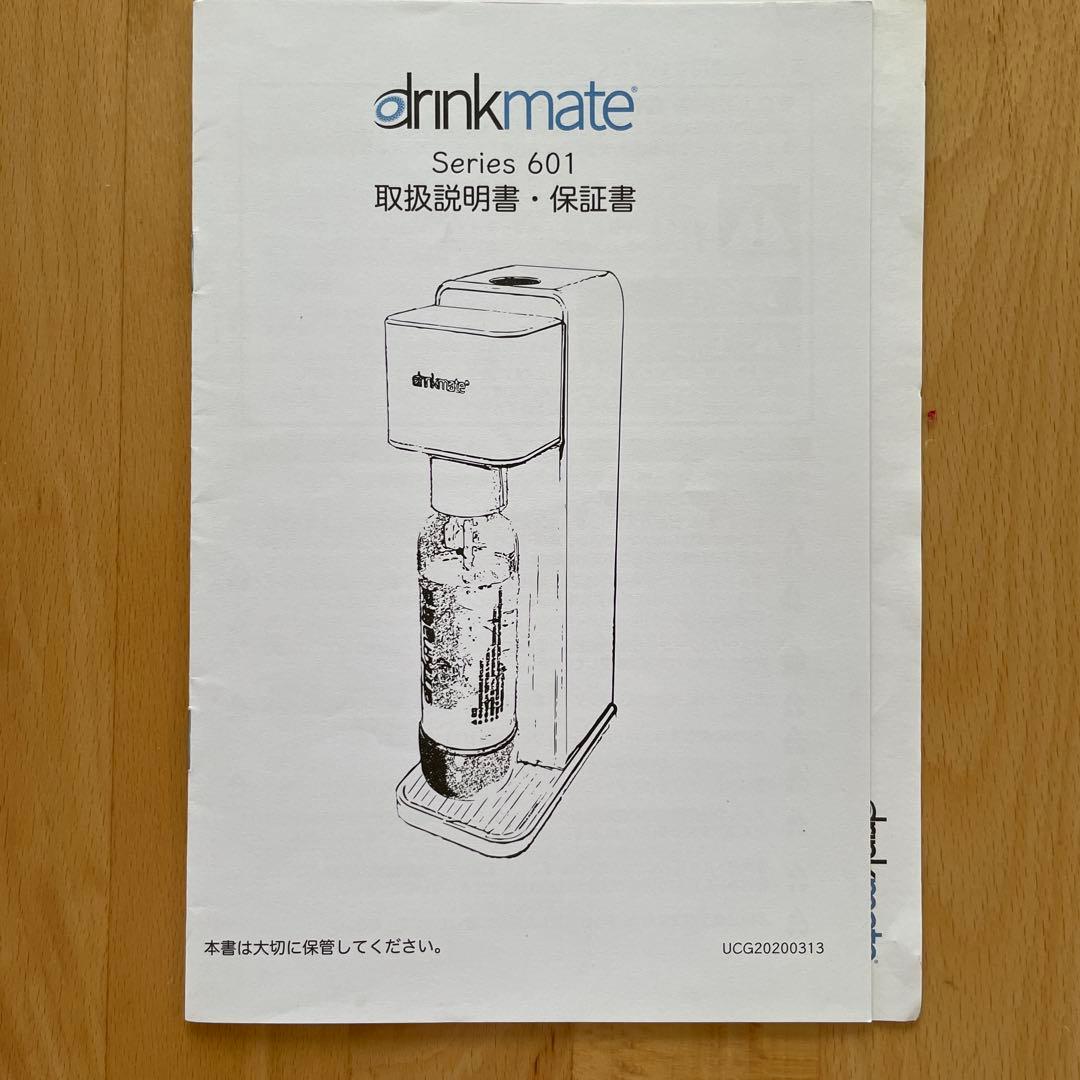 drinkmate®
Series 601
取扱説明書・保証書
drinkmate®
本書は大切に保管してください。
UCG20200313
drinkmate®